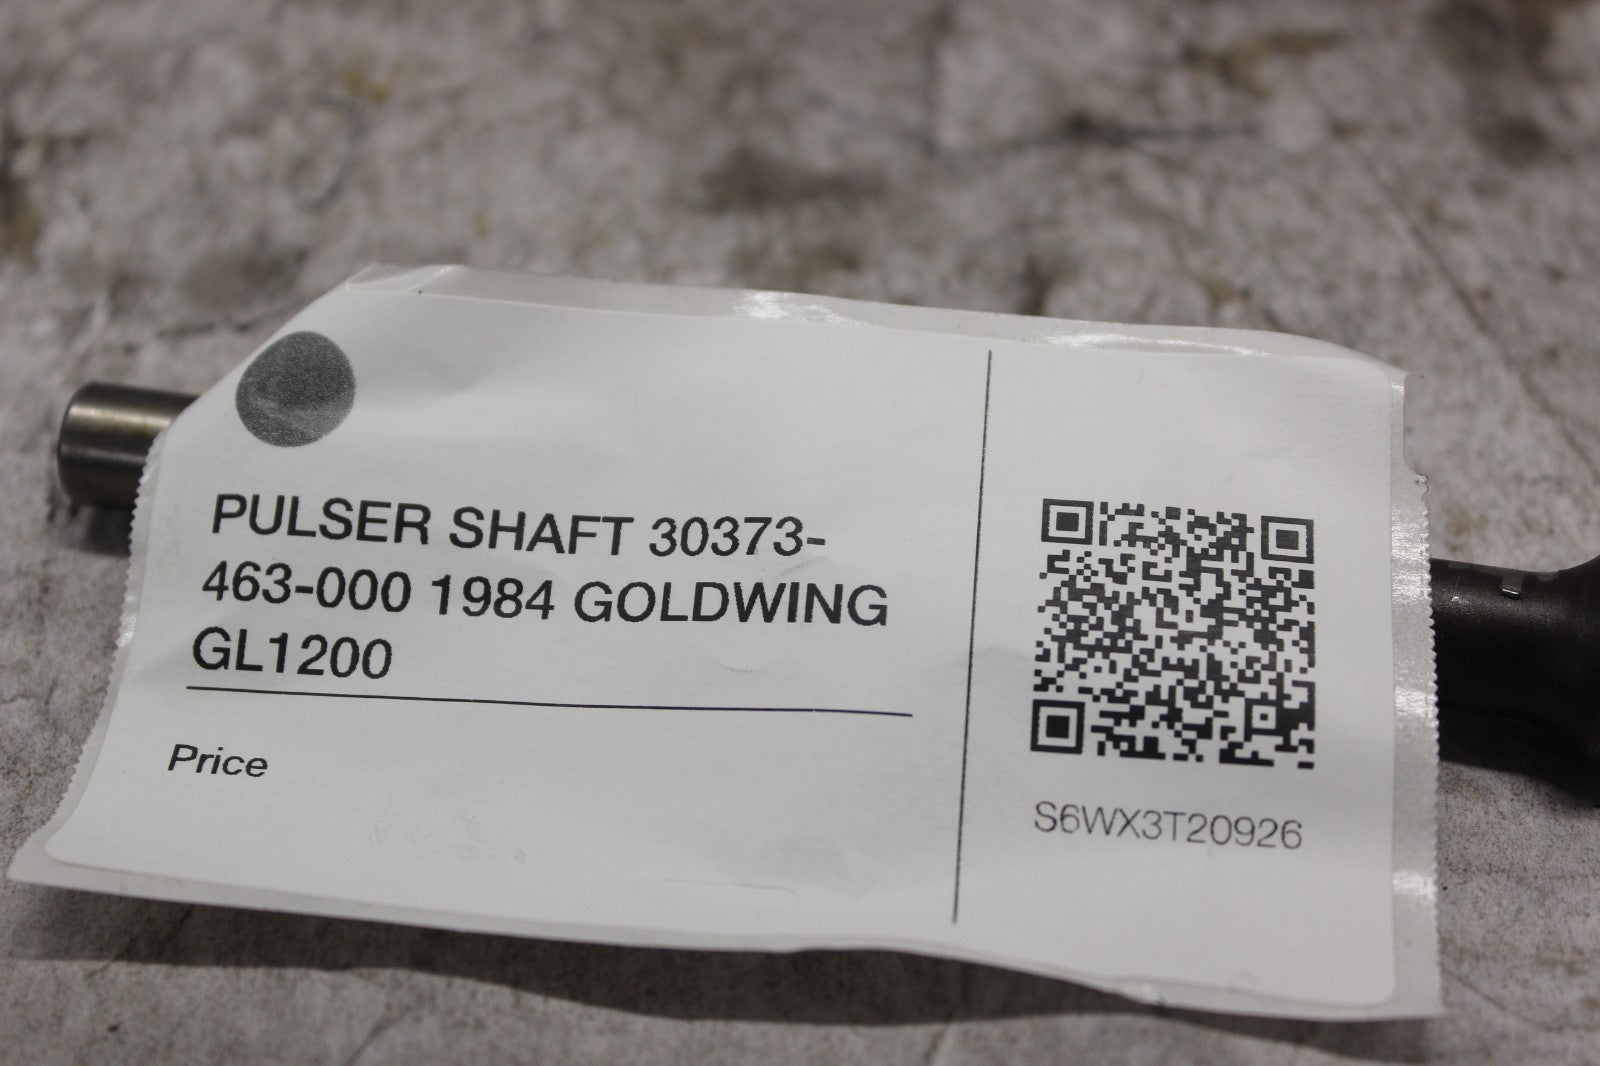 PULSER SHAFT 30373-
463-000 1984 GOLDWING
GL1200
Price
S6WX3T20926